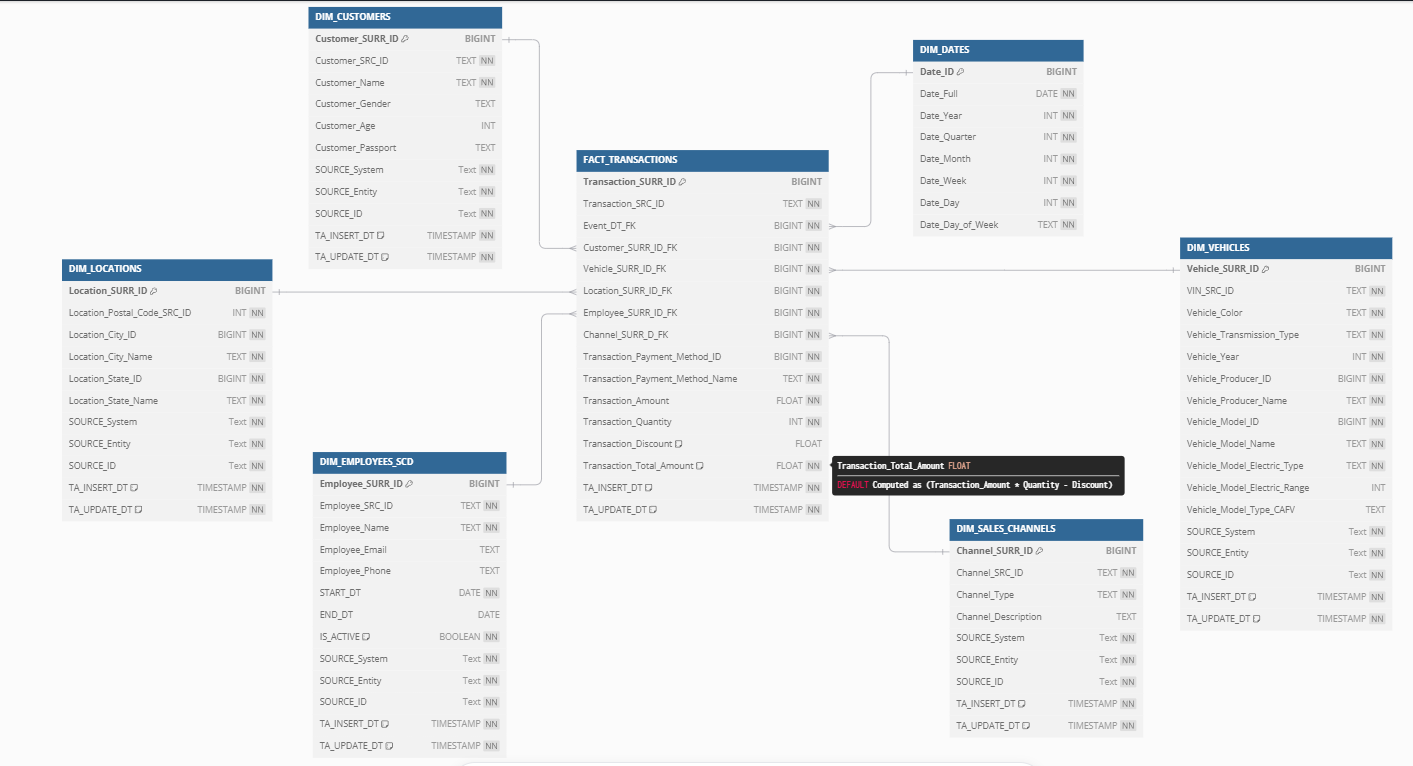 DIM_CUSTOMERS
Customer_SURR_ID BIGINT
Customer_SRC_ID TEXT NN
Customer_Name TEXT NN
Customer_Gender TEXT
Customer_Age INT
Customer_Passport TEXT
SOURCE_System Text NN
SOURCE_Entity Text NN
SOURCE_ID Text NN
TA_INSERT_DT TIMESTAMP NN
TA_UPDATE_DT TIMESTAMP NN
DIM_DATES
Date_ID BIGINT
Date_Full DATE NN
Date_Year INT NN
Date_Quarter INT NN
Date_Month INT NN
Date_Week INT NN
Date_Day INT NN
Date_Day_of_Week TEXT NN
FACT_TRANSACTIONS
Transaction_SURR_ID BIGINT
Transaction_SRC_ID TEXT NN
Event_DT_FK BIGINT NN
Customer_SURR_ID_FK BIGINT NN
Vehicle_SURR_ID_FK BIGINT NN
Location_SURR_ID_FK BIGINT NN
Employee_SURR_ID_FK BIGINT NN
Channel_SURR_D_FK BIGINT NN
Transaction_Payment_Method_ID BIGINT NN
Transaction_Payment_Method_Name TEXT NN
Transaction_Amount FLOAT NN
Transaction_Quantity INT NN
Transaction_Discount FLOAT
Transaction_Total_Amount FLOAT NN
TA_INSERT_DT TIMESTAMP NN
TA_UPDATE_DT TIMESTAMP NN
Transaction_Total_Amount FLOAT
DEFAULT Computed as (Transaction_Amount * Quantity - Discount)
DIM_LOCATIONS
Location_SURR_ID BIGINT
Location_Postal_Code_SRC_ID INT NN
Location_City_ID BIGINT NN
Location_City_Name TEXT NN
Location_State_ID BIGINT NN
Location_State_Name TEXT NN
SOURCE_System Text NN
SOURCE_Entity Text NN
SOURCE_ID Text NN
TA_INSERT_DT TIMESTAMP NN
TA_UPDATE_DT TIMESTAMP NN
DIM_VEHICLES
Vehicle_SURR_ID BIGINT
VIN_SRC_ID TEXT NN
Vehicle_Color TEXT NN
Vehicle_Transmission_Type TEXT NN
Vehicle_Year INT NN
Vehicle_Producer_ID BIGINT NN
Vehicle_Producer_Name TEXT NN
Vehicle_Model_ID BIGINT NN
Vehicle_Model_Name TEXT NN
Vehicle_Model_Electric_Type TEXT NN
Vehicle_Model_Electric_Range INT
Vehicle_Model_Type_CAFV TEXT
SOURCE_System Text NN
SOURCE_Entity Text NN
SOURCE_ID Text NN
TA_INSERT_DT TIMESTAMP NN
TA_UPDATE_DT TIMESTAMP NN
DIM_EMPLOYEES_SCD
Employee_SURR_ID BIGINT
Employee_SRC_ID TEXT NN
Employee_Name TEXT NN
Employee_Email TEXT
Employee_Phone TEXT
START_DT DATE NN
END_DT DATE
IS_ACTIVE BOOLEAN NN
SOURCE_System Text NN
SOURCE_Entity Text NN
SOURCE_ID Text NN
TA_INSERT_DT TIMESTAMP NN
TA_UPDATE_DT TIMESTAMP NN
DIM_SALES_CHANNELS
Channel_SURR_ID BIGINT
Channel_SRC_ID TEXT NN
Channel_Type TEXT NN
Channel_Description TEXT
SOURCE_System Text NN
SOURCE_Entity Text NN
SOURCE_ID Text NN
TA_INSERT_DT TIMESTAMP NN
TA_UPDATE_DT TIMESTAMP NN